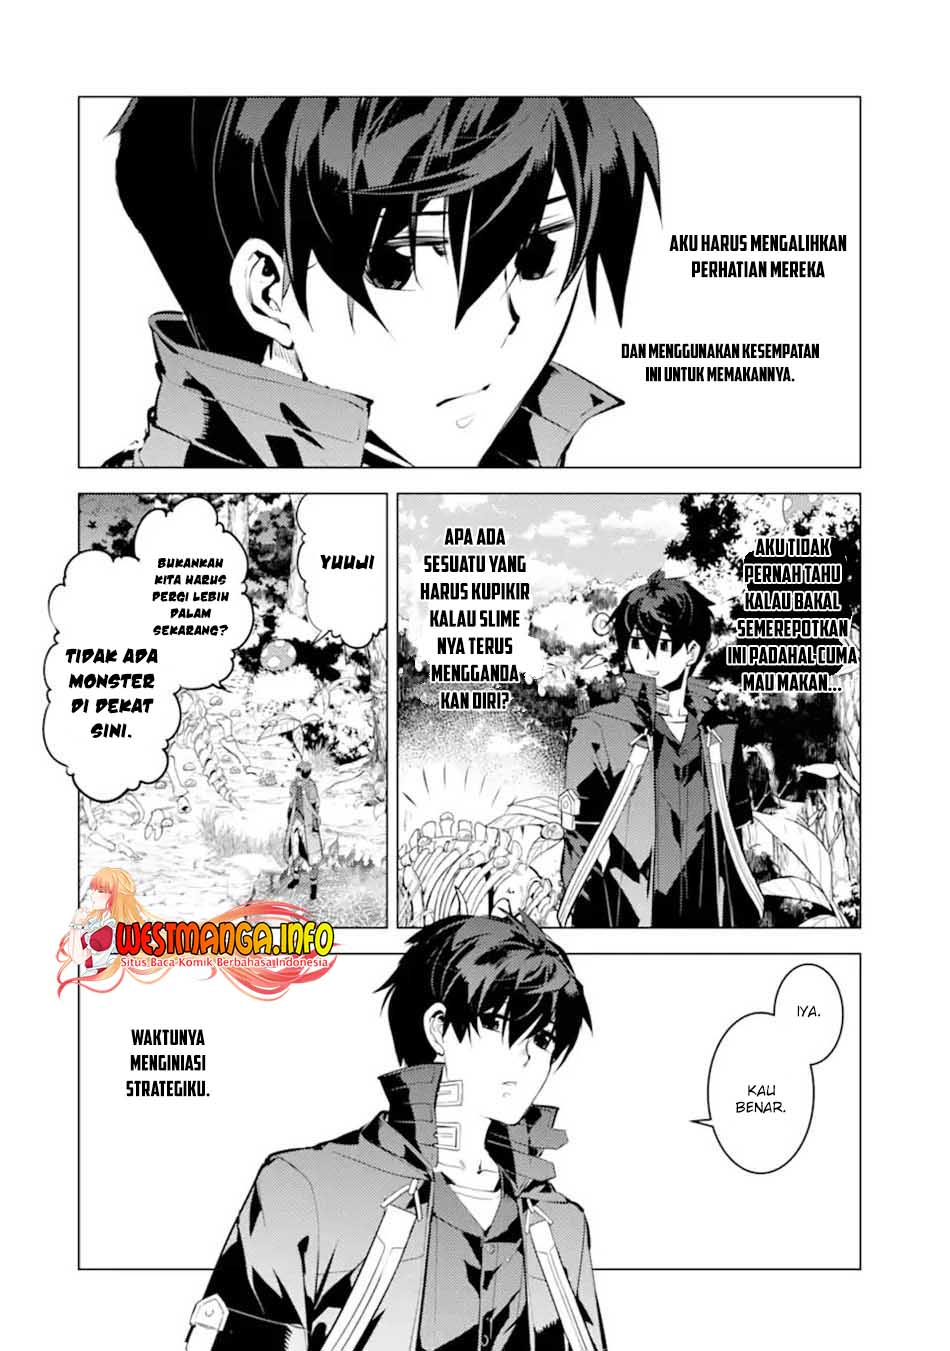 AKU HARUS MENGALIHKAN
PERHATIAN MEREKA
DAN MENGGUNAKAN KESEMPATAN
INI UNTUK MEMAKANNYA.
AKU TIDAK
PERNAH TAHU
KALAU BAKAL
SEMEREPOTKAN
INI PADAHAL CUMA
MAU MAKAN...
APA ADA
SESUATU YANG
HARUS KUPIKIR
KALAU SLIME
NYA TERUS
MENGGANDA
KAN DIRI?
YUUJI
BUKANKAH
KITA HARUS
PERGI LEBIH
DALAM
SEKARANG?
TIDAK ADA
MONSTER
DI DEKAT
SINI.
WESTMANGA.INFO
Situs Baca Komik Berbahasa Indonesia
IYA.
KAU
BENAR.
WAKTUNYA
MENGINIASI
STRATEGIKU.